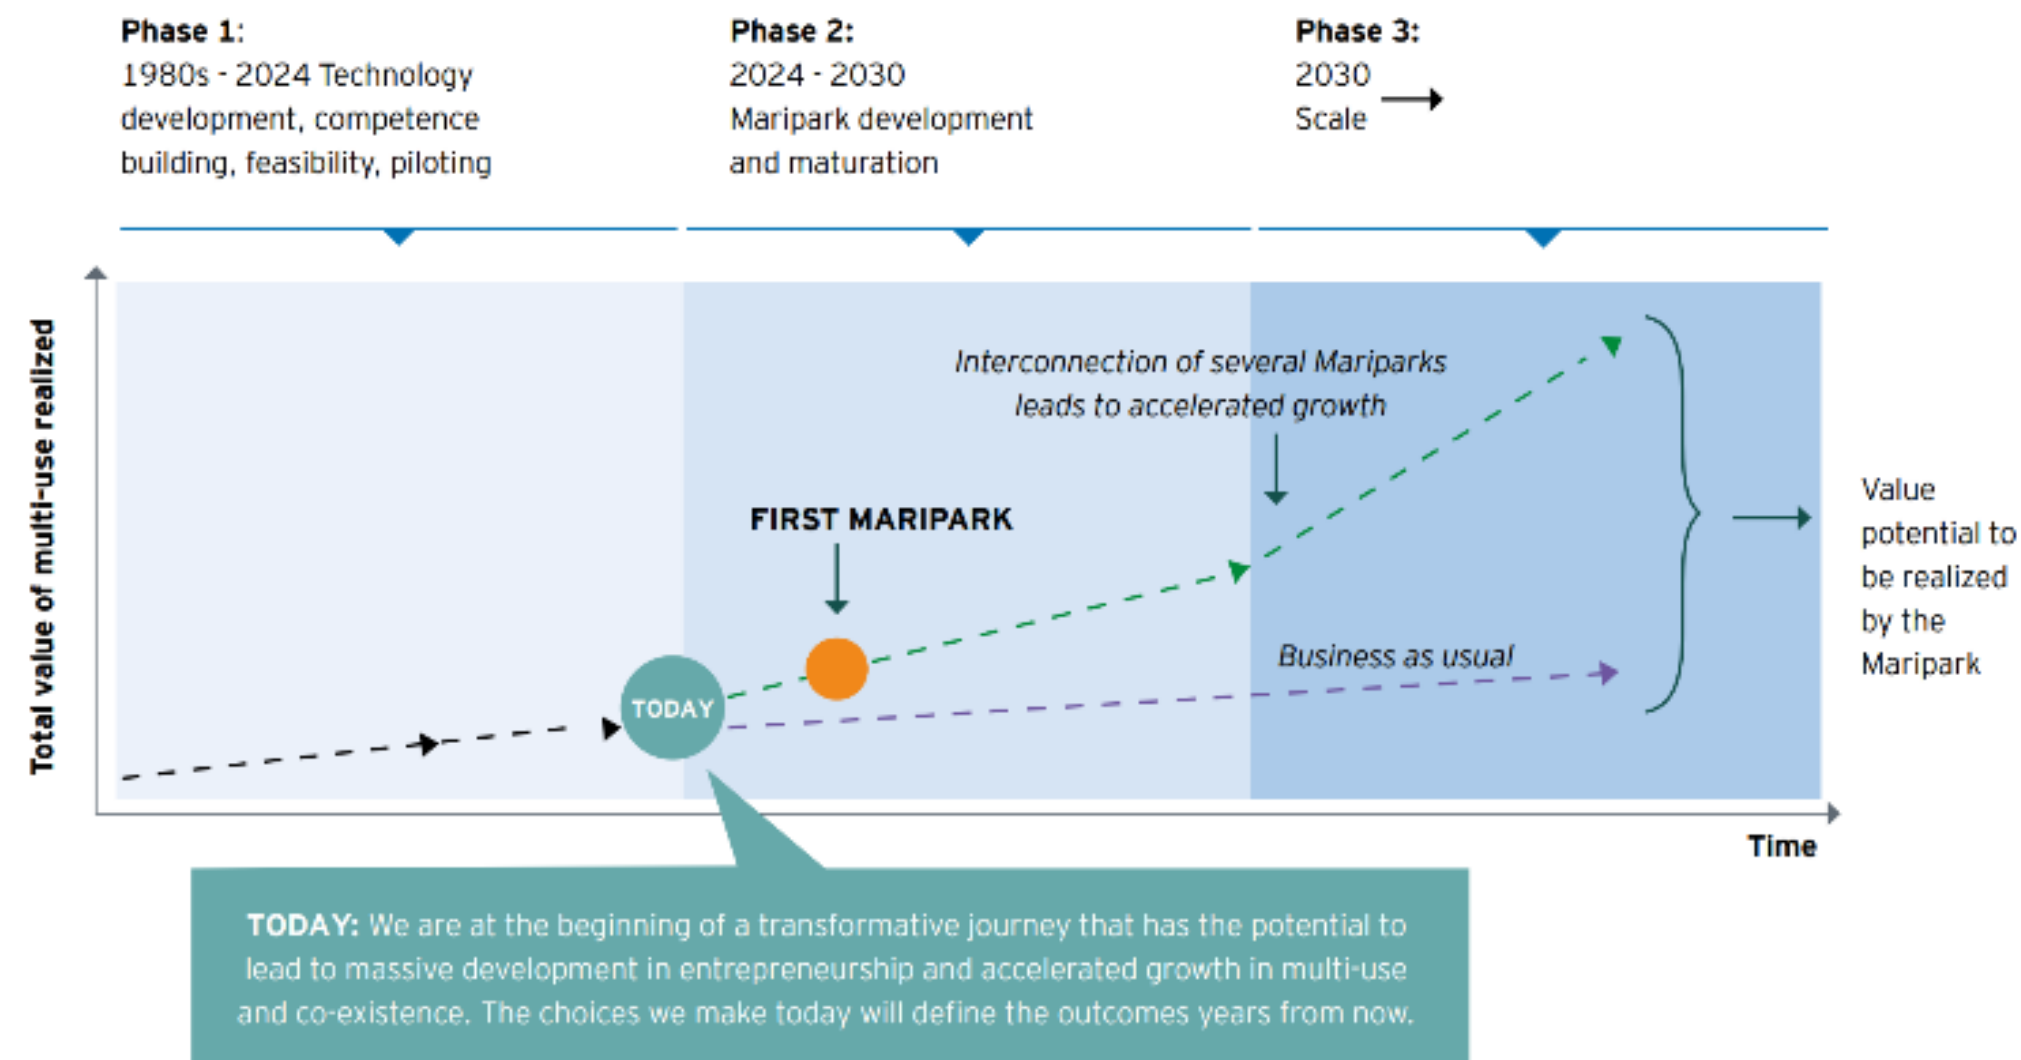 Phase 1:
1980s - 2024 Technology
development, competence
building, feasibility, piloting
Phase 2:
2024 - 2030
Maripark development
and maturation
Phase 3:
2030
Scale
Total value of multi-use realized
Interconnection of several Mariparks
leads to accelerated growth
FIRST MARIPARK
Business as usual
TODAY
Value
potential to
be realized
by the
Maripark
Time
TODAY: We are at the beginning of a transformative journey that has the potential to
lead to massive development in entrepreneurship and accelerated growth in multi-use
and co-existence. The choices we make today will define the outcomes years from now.